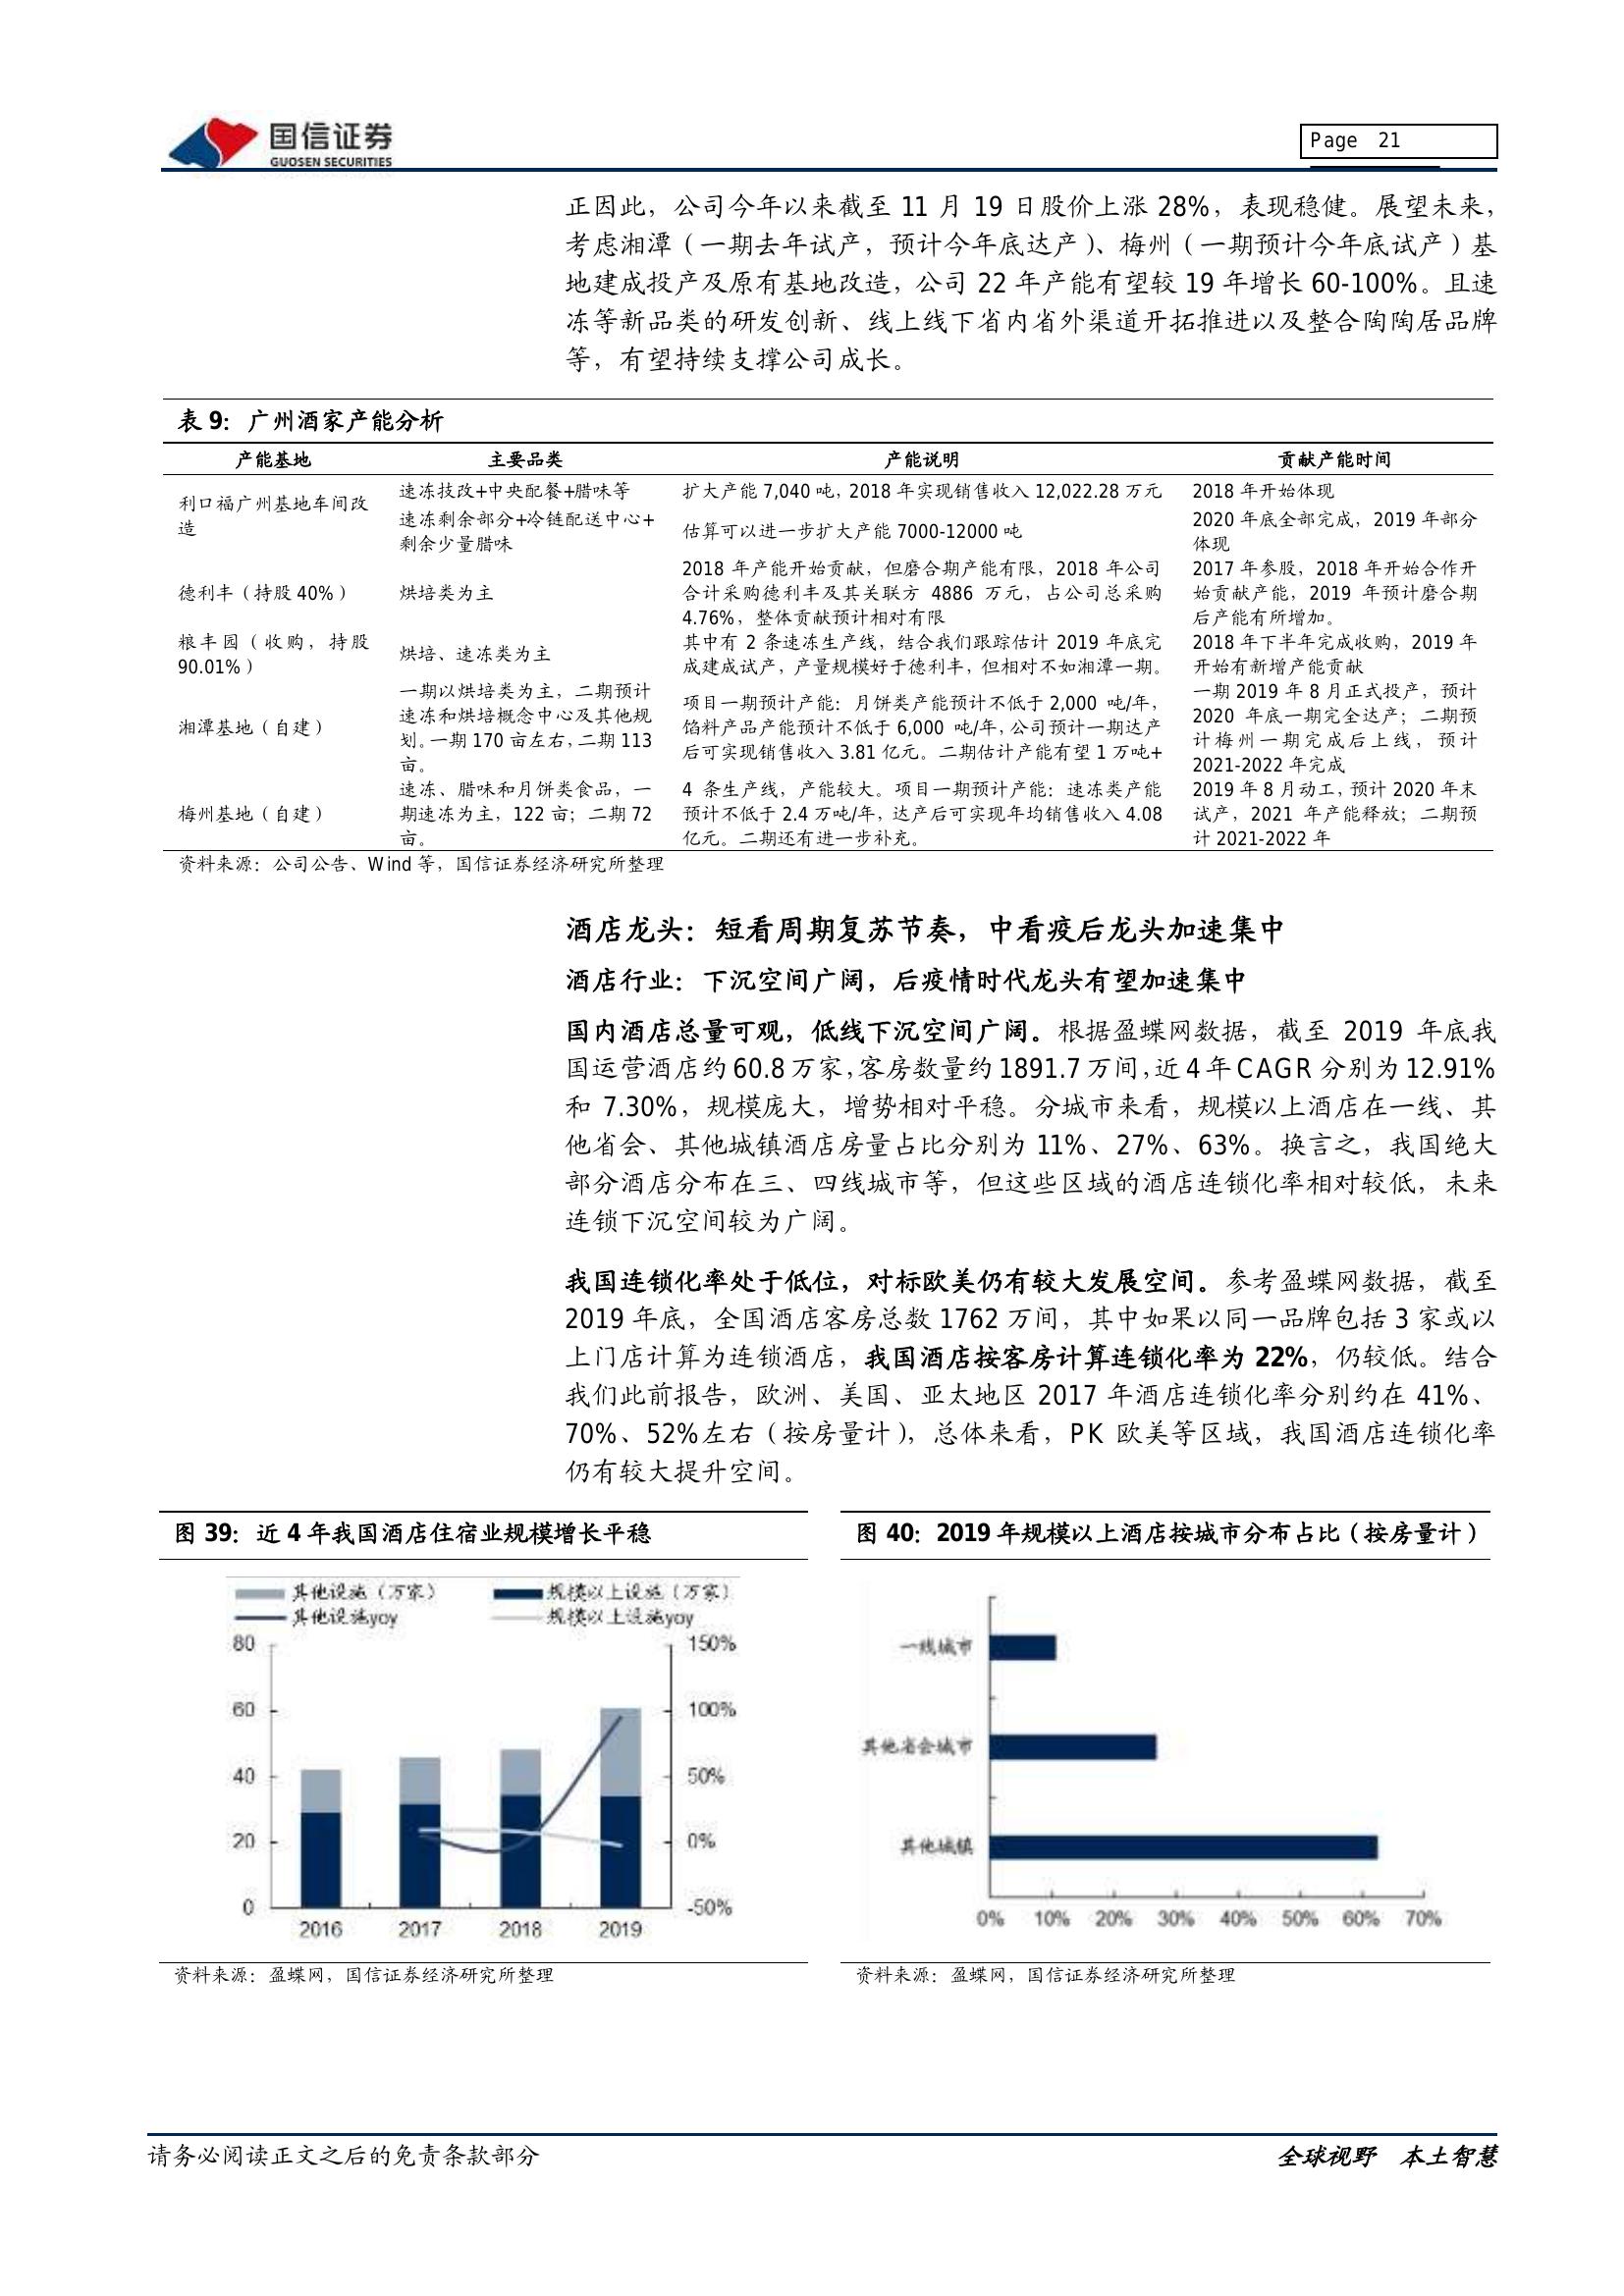 国信证券
GUOSEN SECURITIES
Page 21
正因此，公司今年以来截至 11 月 19 日股价上涨 28%，表现稳健。展望未来，
考虑湘潭（一期去年试产，预计今年底达产）、梅州（一期预计今年底试产）基
地建成投产及原有基地改造，公司 22 年产能有望较 19 年增长 60-100%。且速
冻等新品类的研发创新、线上线下省内省外渠道开拓推进以及整合陶陶居品牌
等，有望持续支撑公司成长。
表 9：广州酒家产能分析
产能基地 主要品类 产能说明 贡献产能时间
利口福广州基地车间改
造
速冻技改+中央配餐+腊味等
扩大产能 7,040 吨，2018 年实现销售收入 12,022.28 万元
2018 年开始体现
速冻剩余部分+冷链配送中心+
剩余少量腊味
估算可以进一步扩大产能 7000-12000 吨
2020 年底全部完成，2019 年部分
体现
德利丰（持股 40%）
烘培类为主
2018 年产能开始贡献，但磨合期产能有限，2018 年公司
合计采购德利丰及其关联方 4886 万元，占公司总采购
4.76%，整体贡献预计相对有限
2017 年参股，2018 年开始合作开
始贡献产能，2019 年预计磨合期
后产能有所增加。
粮丰园（收购，持股
90.01%）
烘培、速冻类为主
其中有 2 条速冻生产线，结合我们跟踪估计 2019 年底完
成建成试产，产量规模好于德利丰，但相对不如湘潭一期。
2018 年下半年完成收购，2019 年
开始有新增产能贡献
湘潭基地（自建）
一期以烘培类为主，二期预计
速冻和烘培概念中心及其他规
划。一期 170 亩左右，二期 113
亩。
项目一期预计产能：月饼类产能预计不低于 2,000 吨/年，
馅料产品产能预计不低于 6,000 吨/年，公司预计一期达产
后可实现销售收入 3.81 亿元。二期估计产能有望 1 万吨+
一期 2019 年 8 月正式投产，预计
2020 年底一期完全达产；二期预
计梅州一期完成后上线，预计
2021-2022 年完成
梅州基地（自建）
速冻、腊味和月饼类食品，一
期速冻为主，122 亩；二期 72
亩。
4 条生产线，产能较大。项目一期预计产能：速冻类产能
预计不低于 2.4 万吨/年，达产后可实现年均销售收入 4.08
亿元。二期还有进一步补充。
2019 年 8 月动工，预计 2020 年末
试产，2021 年产能释放；二期预
计 2021-2022 年
资料来源：公司公告、Wind 等，国信证券经济研究所整理
酒店龙头：短看周期复苏节奏，中看疫后龙头加速集中
酒店行业：下沉空间广阔，后疫情时代龙头有望加速集中
国内酒店总量可观，低线下沉空间广阔。根据盈蝶网数据，截至 2019 年底我
国运营酒店约 60.8 万家，客房数量约 1891.7 万间，近 4 年 CAGR 分别为 12.91%
和 7.30%，规模庞大，增势相对平稳。分城市来看，规模以上酒店在一线、其
他省会、其他城镇酒店房量占比分别为 11%、27%、63%。换言之，我国绝大
部分酒店分布在三、四线城市等，但这些区域的酒店连锁化率相对较低，未来
连锁下沉空间较为广阔。
我国连锁化率处于低位，对标欧美仍有较大发展空间。参考盈蝶网数据，截至
2019 年底，全国酒店客房总数 1762 万间，其中如果以同一品牌包括 3 家或以
上门店计算为连锁酒店，我国酒店按客房计算连锁化率为 22%，仍较低。结合
我们此前报告，欧洲、美国、亚太地区 2017 年酒店连锁化率分别约在 41%、
70%、52%左右（按房量计），总体来看，PK 欧美等区域，我国酒店连锁化率
仍有较大提升空间。
图 39：近 4 年我国酒店住宿业规模增长平稳
其他设施（万家） 规模以上设施（万家）
其他设施yoy 规模以上设施yoy
80 150%
60 100%
40 50%
20 0%
0 -50%
2016 2017 2018 2019
资料来源：盈蝶网，国信证券经济研究所整理
图 40：2019 年规模以上酒店按城市分布占比（按房量计）
一线城市
其他省会城市
其他城镇
0% 10% 20% 30% 40% 50% 60% 70%
资料来源：盈蝶网，国信证券经济研究所整理
请务必阅读正文之后的免责条款部分
全球视野 本土智慧